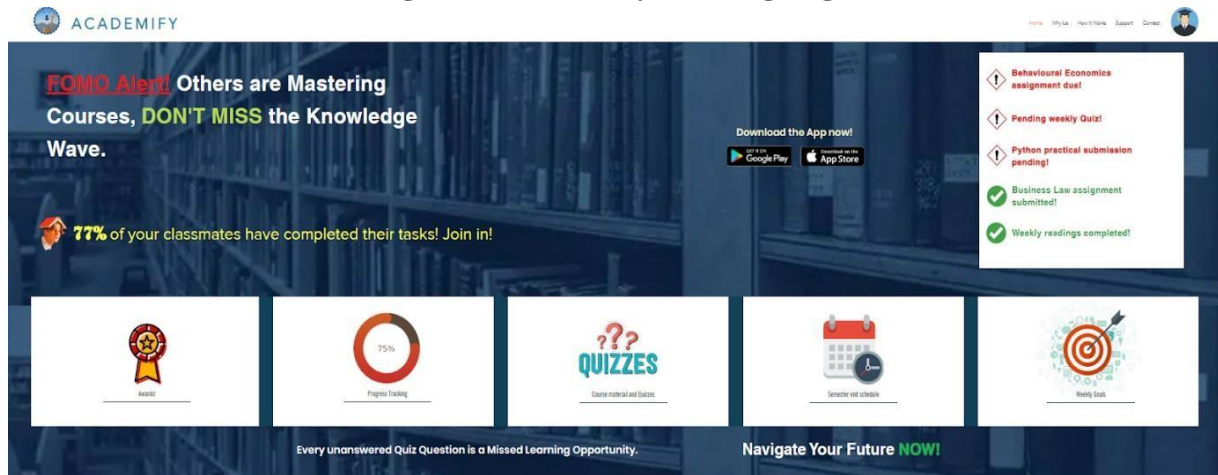 ACADEMIFY
Home Why Us How It Works Support Contact
FOMO Alert! Others are Mastering
Courses, DON'T MISS the Knowledge
Wave.
77% of your classmates have completed their tasks! Join in!
Download the App now!
GET IT ON
Google Play
Download on the
App Store
Behavioural Economics
assignment due!
Pending weekly Quiz!
Python practical submission
pending!
Business Law assignment
submitted!
Weekly readings completed!
Awards!
75%
Progress Tracking
???
QUIZZES
Course material and Quizzes
Semester end schedule
Weekly Goals
Every unanswered Quiz Question is a Missed Learning Opportunity.
Navigate Your Future NOW!